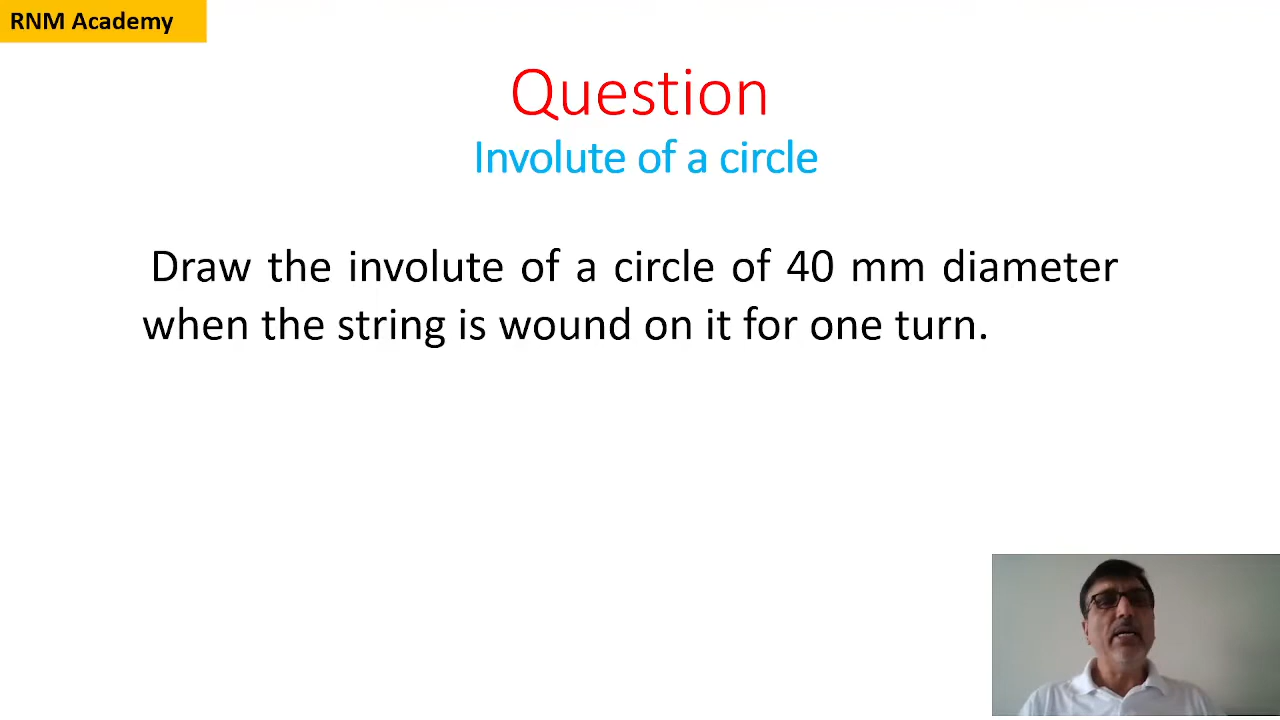 RNM Academy
Question
Involute of a circle
Draw the involute of a circle of 40 mm diameter
when the string is wound on it for one turn.